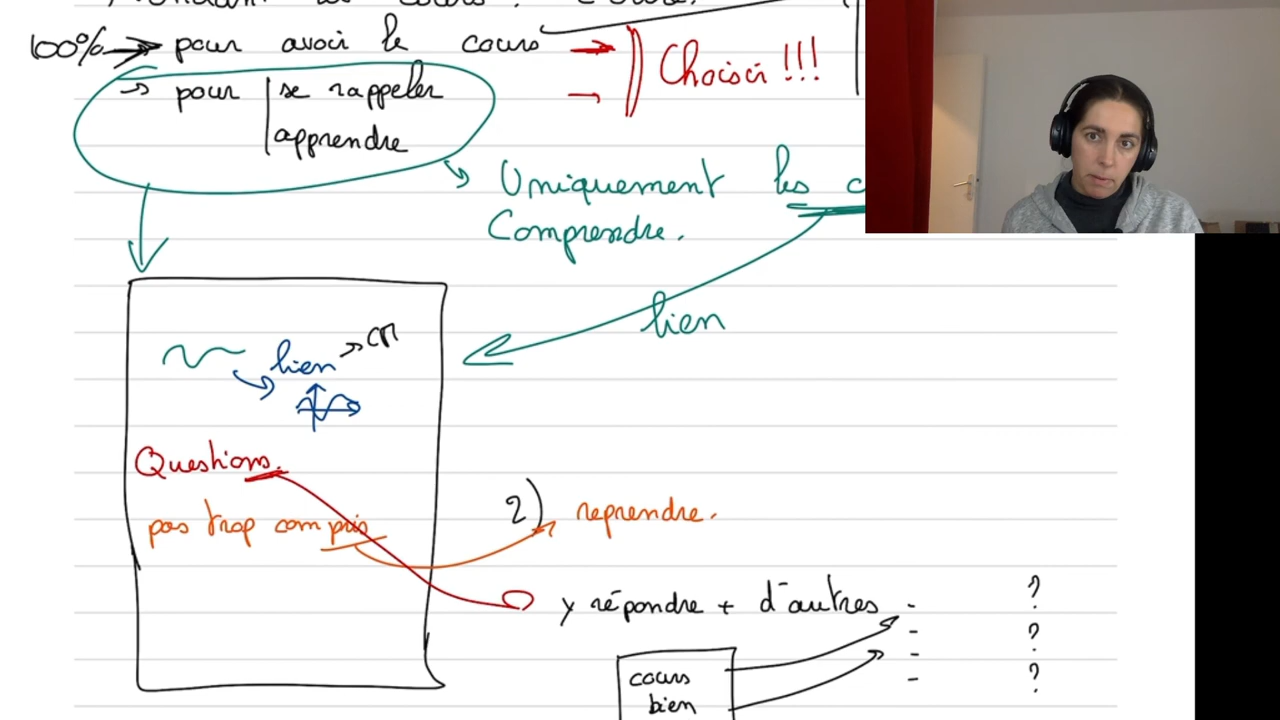 100% → pour avoir le cours → Choisir !!!
→ pour se rappeler
apprendre
Uniquement les
Comprendre.
lien
lien → CM
Questions.
pas trop compris
2) reprendre.
y répondre + d'autres - ?
- ?
-
- ?
cours
bien